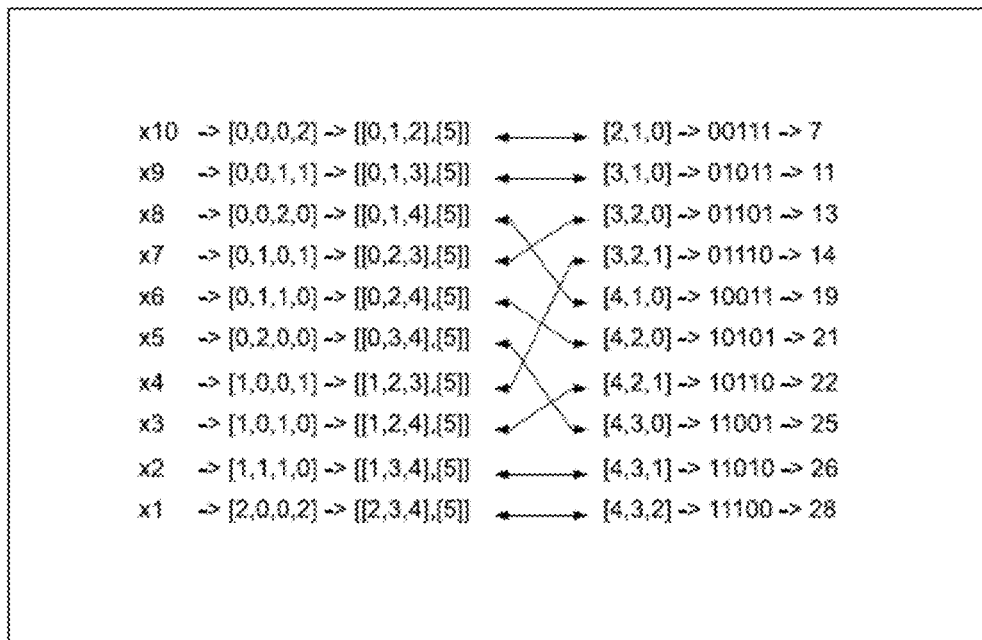 x10 -> [0,0,0,2] -> {[0,1,2],{5]} [2,1,0] -> 00111 -> 7
x9 -> [0,0,1,1] -> {[0,1,3],{5]} [3,1,0] -> 01011 -> 11
x8 -> [0,0,2,0] -> {[0,1,4],{5]} [3,2,0] -> 01101 -> 13
x7 -> [0,1,0,1] -> {[0,2,3],{5]} [3,2,1] -> 01110 -> 14
x6 -> [0,1,1,0] -> {[0,2,4],{5]} [4,1,0] -> 10011 -> 19
x5 -> [0,2,0,0] -> {[0,3,4],{5]} [4,2,0] -> 10101 -> 21
x4 -> [1,0,0,1] -> {[1,2,3],{5]} [4,2,1] -> 10110 -> 22
x3 -> [1,0,1,0] -> {[1,2,4],{5]} [4,3,0] -> 11001 -> 25
x2 -> [1,1,1,0] -> {[1,3,4],{5]} [4,3,1] -> 11010 -> 26
x1 -> [2,0,0,2] -> {[2,3,4],{5]} [4,3,2] -> 11100 -> 28